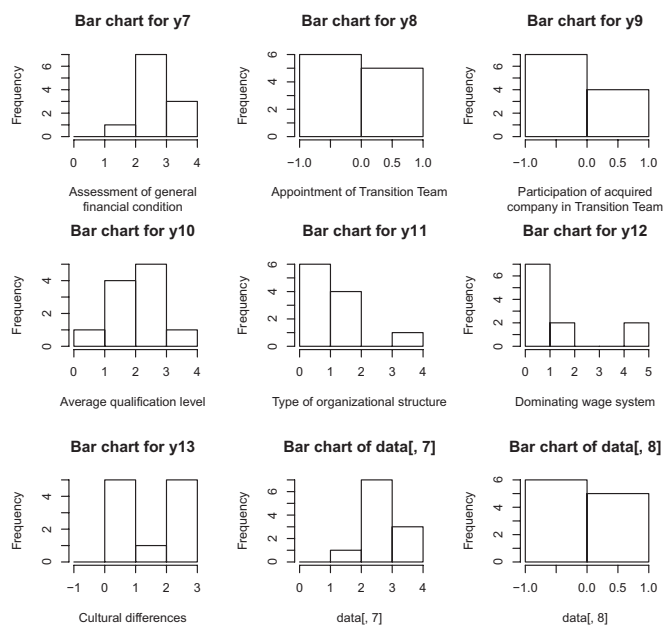 Bar chart for y7
Bar chart for y8
Bar chart for y9
Frequency
0 2 4 6
0 1 2 3 4
Assessment of general
financial condition
Frequency
0 2 4 6
−1.0 0.0 0.5 1.0
Appointment of Transition Team
Frequency
0 2 4 6
−1.0 0.0 1.0
Participation of acquired
company in Transition Team
Bar chart for y10
Bar chart for y11
Bar chart for y12
Frequency
0 2 4
0 1 2 3 4
Average qualification level
Frequency
0 2 4 6
0 1 2 3 4
Type of organizational structure
Frequency
0 2 4 6
0 1 2 3 4 5
Dominating wage system
Bar chart for y13
Bar chart of data[, 7]
Bar chart of data[, 8]
Frequency
0 2 4
−1 0 1 2 3
Cultural differences
Frequency
0 2 4 6
0 1 2 3 4
data[, 7]
Frequency
0 2 4 6
−1.0 0.0 0.5 1.0
data[, 8]